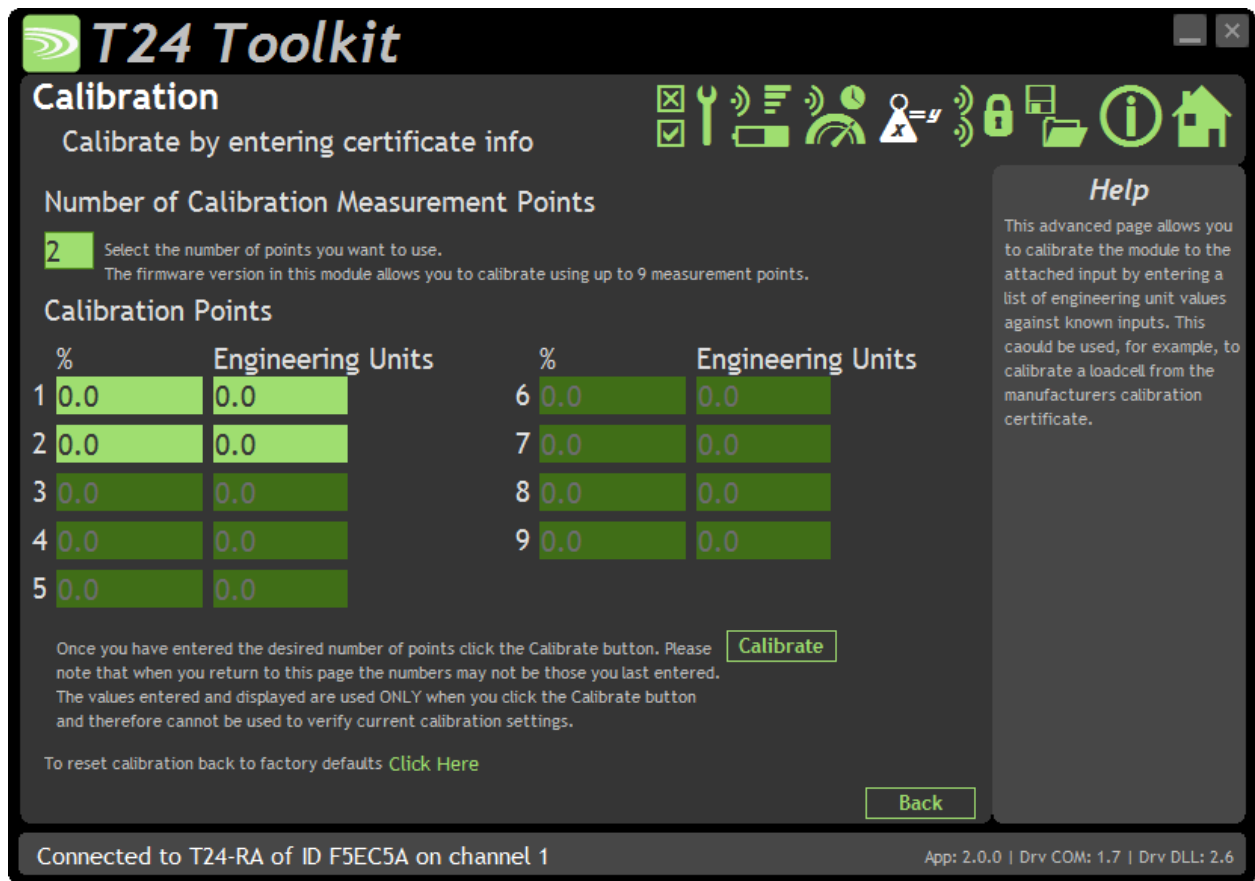 T24 Toolkit
Calibration
Calibrate by entering certificate info
x=y
Number of Calibration Measurement Points
2
Select the number of points you want to use.
The firmware version in this module allows you to calibrate using up to 9 measurement points.
Calibration Points
% Engineering Units % Engineering Units
1 0.0 0.0 6 0.0 0.0
2 0.0 0.0 7 0.0 0.0
3 0.0 0.0 8 0.0 0.0
4 0.0 0.0 9 0.0 0.0
5 0.0 0.0
Once you have entered the desired number of points click the Calibrate button. Please
note that when you return to this page the numbers may not be those you last entered.
The values entered and displayed are used ONLY when you click the Calibrate button
and therefore cannot be used to verify current calibration settings.
Calibrate
To reset calibration back to factory defaults Click Here
Back
Help
This advanced page allows you
to calibrate the module to the
attached input by entering a
list of engineering unit values
against known inputs. This
caould be used, for example, to
calibrate a loadcell from the
manufacturers calibration
certificate.
Connected to T24-RA of ID F5EC5A on channel 1
App: 2.0.0 | Drv COM: 1.7 | Drv DLL: 2.6